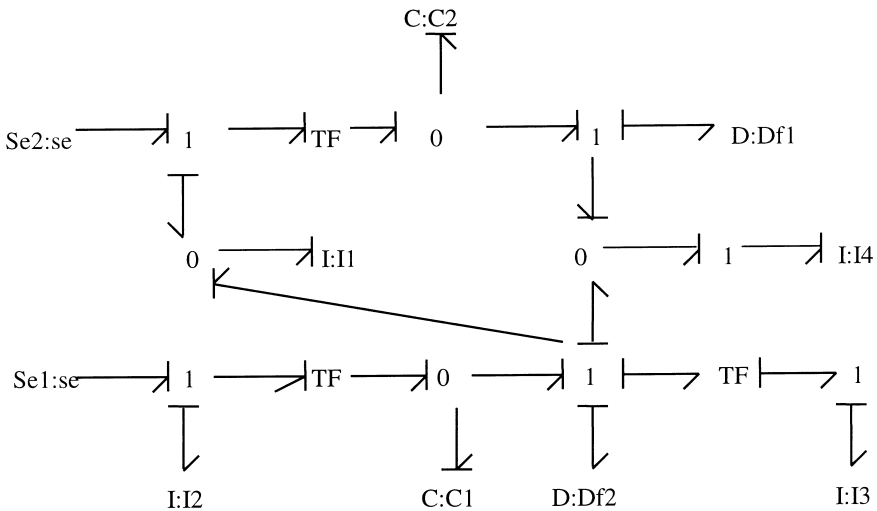 C:C2
Se2:se 1 TF 0 1 D:Df1
0 I:I1 0 1 I:I4
Se1:se 1 TF 0 1 TF 1
I:I2 C:C1 D:Df2 I:I3